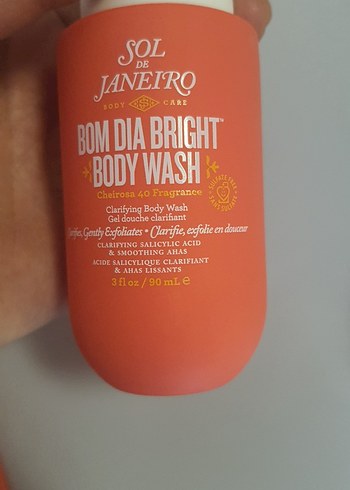 SOL
DE
JANEIRO
BODY CARE
BOM DIA BRIGHT™
BODY WASH
Cheirosa 40 Fragrance
Clarifying Body Wash
Gel douche clarifiant
Gently Exfoliates • Clarifie, exfolie en douceur
CLARIFYING SALICYLIC ACID
& SMOOTHING AHAS
ACIDE SALICYLIQUE CLARIFIANT
& AHAS LISSANTS
3 fl oz / 90 mL ℮